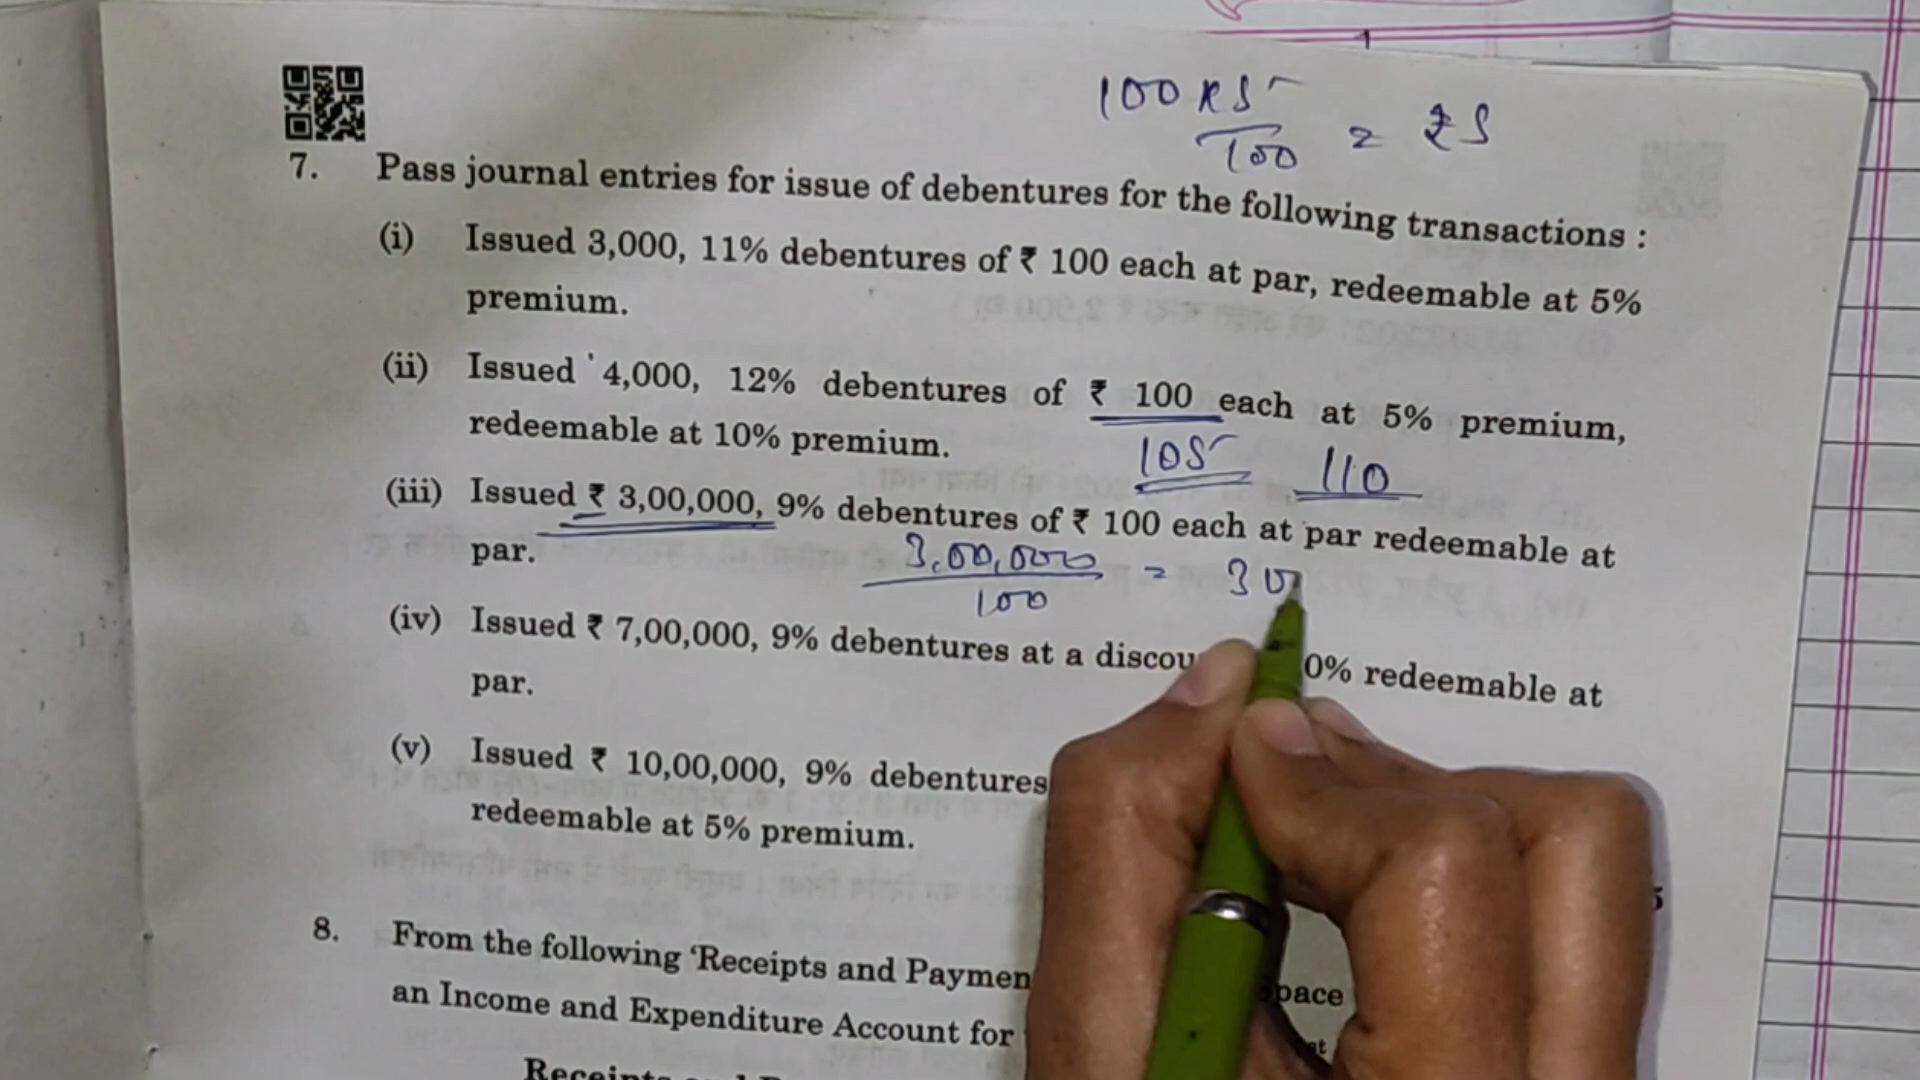 100 x 5
100 = ₹5
7. Pass journal entries for issue of debentures for the following transactions :
(i) Issued 3,000, 11% debentures of ₹ 100 each at par, redeemable at 5%
premium.
(ii) Issued 4,000, 12% debentures of ₹ 100 each at 5% premium,
redeemable at 10% premium.
105 110
(iii) Issued ₹ 3,00,000, 9% debentures of ₹ 100 each at par redeemable at
par.
3,00,000 = 30
100
(iv) Issued ₹ 7,00,000, 9% debentures at a discou 0% redeemable at
par.
(v) Issued ₹ 10,00,000, 9% debentures
redeemable at 5% premium.
8. From the following 'Receipts and Paymen
an Income and Expenditure Account for